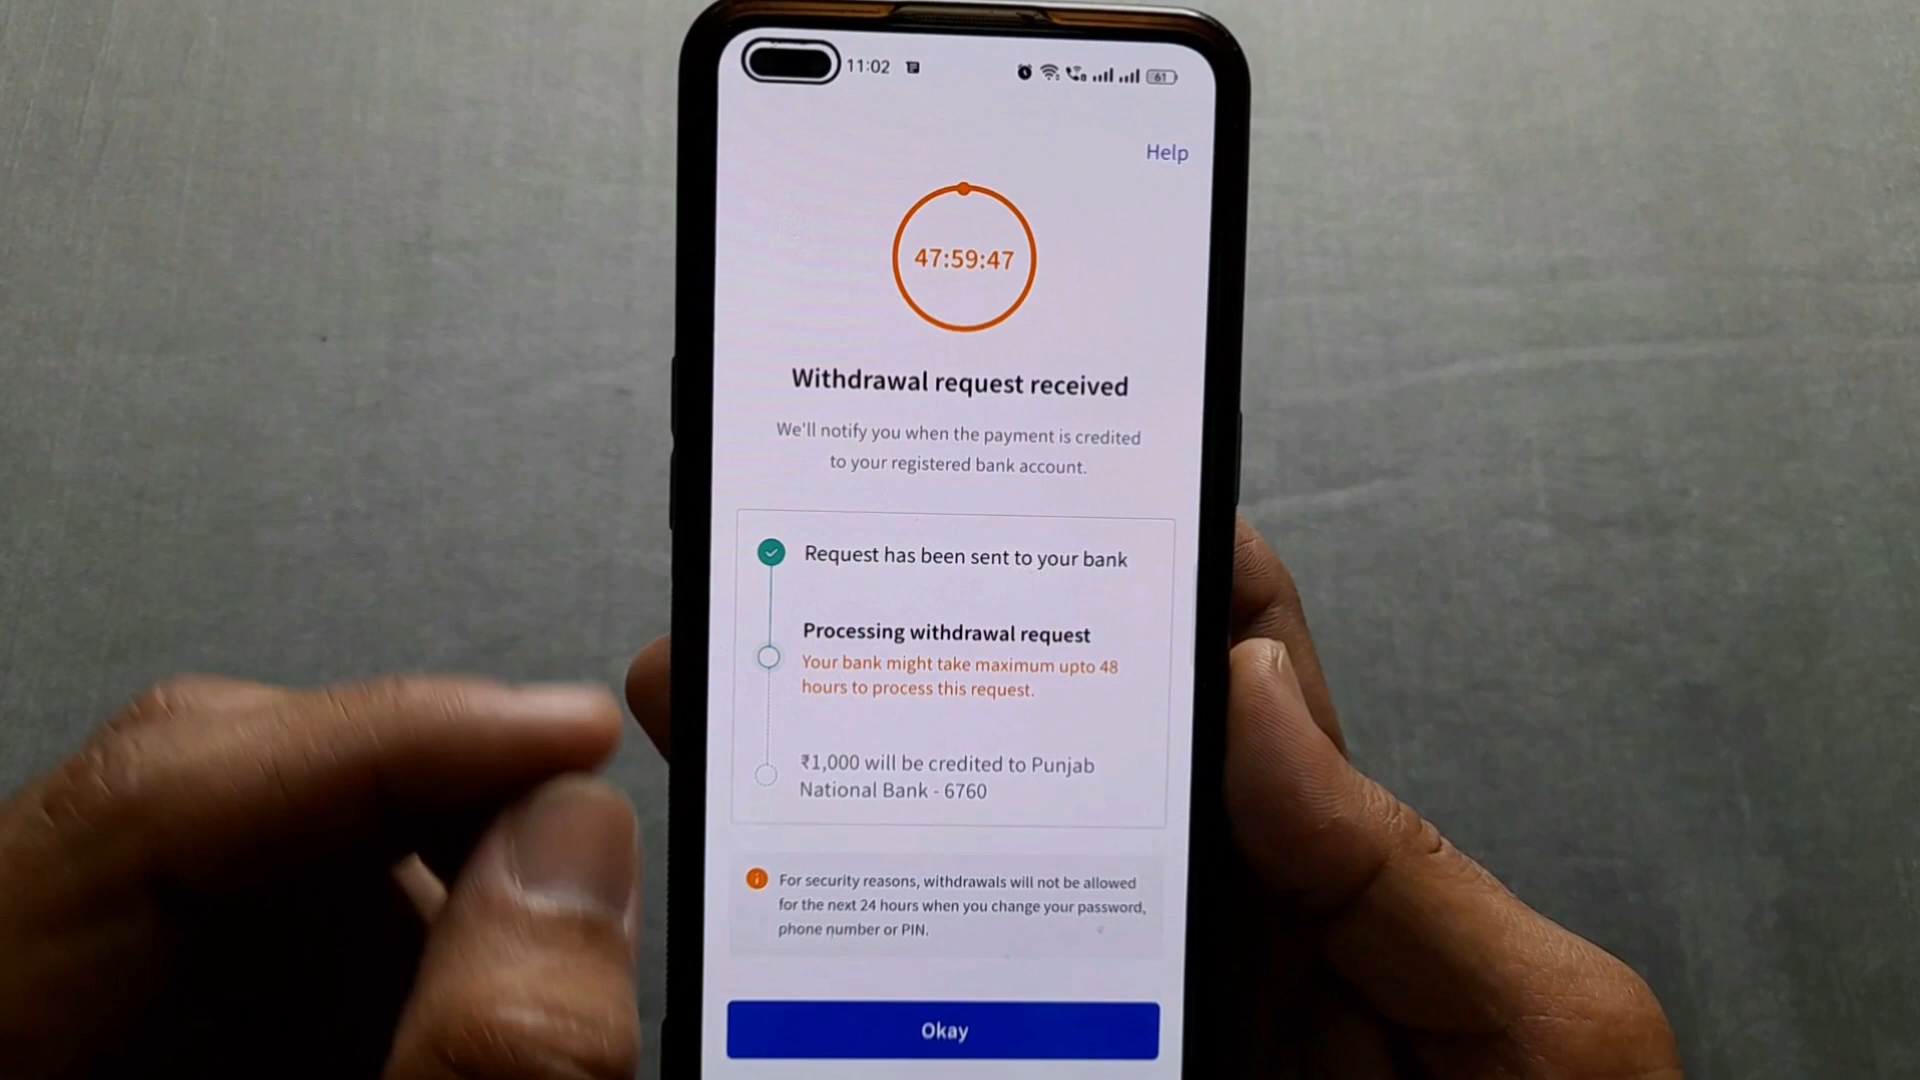 11:02
61
Help
47:59:47
Withdrawal request received
We'll notify you when the payment is credited
to your registered bank account.
Request has been sent to your bank
Processing withdrawal request
Your bank might take maximum upto 48
hours to process this request.
₹1,000 will be credited to Punjab
National Bank - 6760
For security reasons, withdrawals will not be allowed
for the next 24 hours when you change your password,
phone number or PIN.
Okay